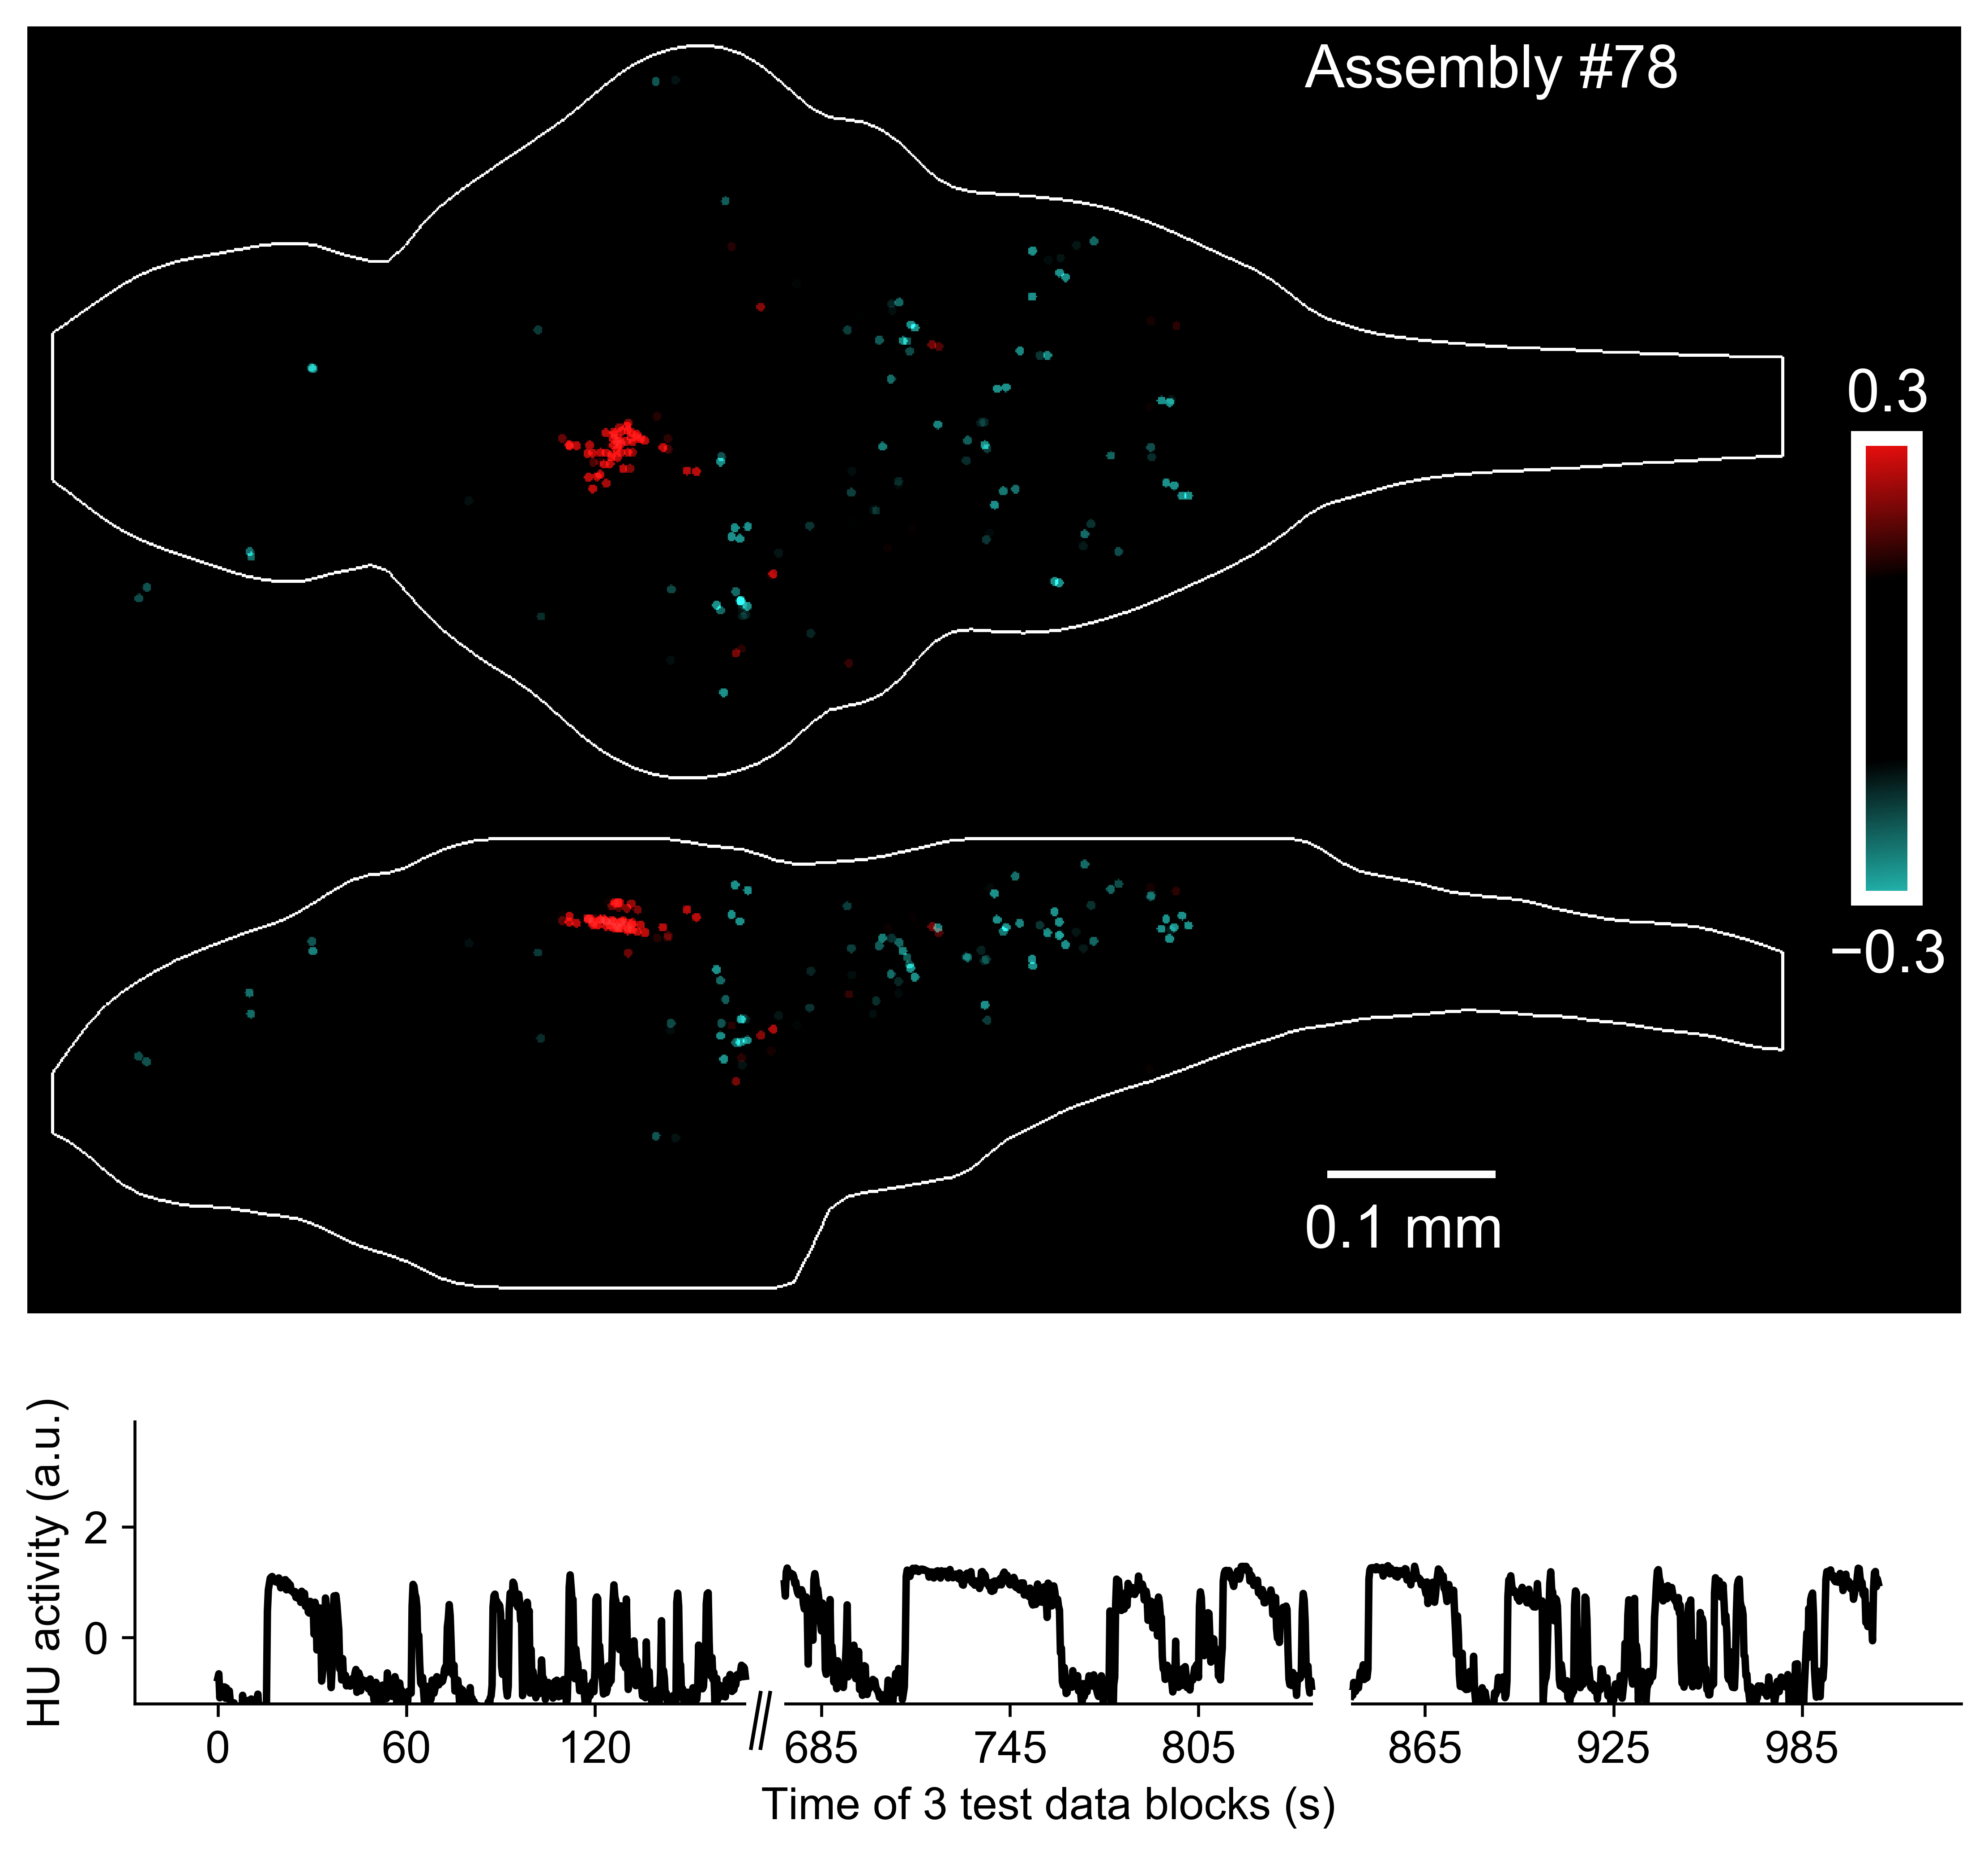 Assembly #78
0.3
−0.3
0.1 mm
HU activity (a.u.)
2
0
0 60 120 685 745 805 865 925 985
Time of 3 test data blocks (s)